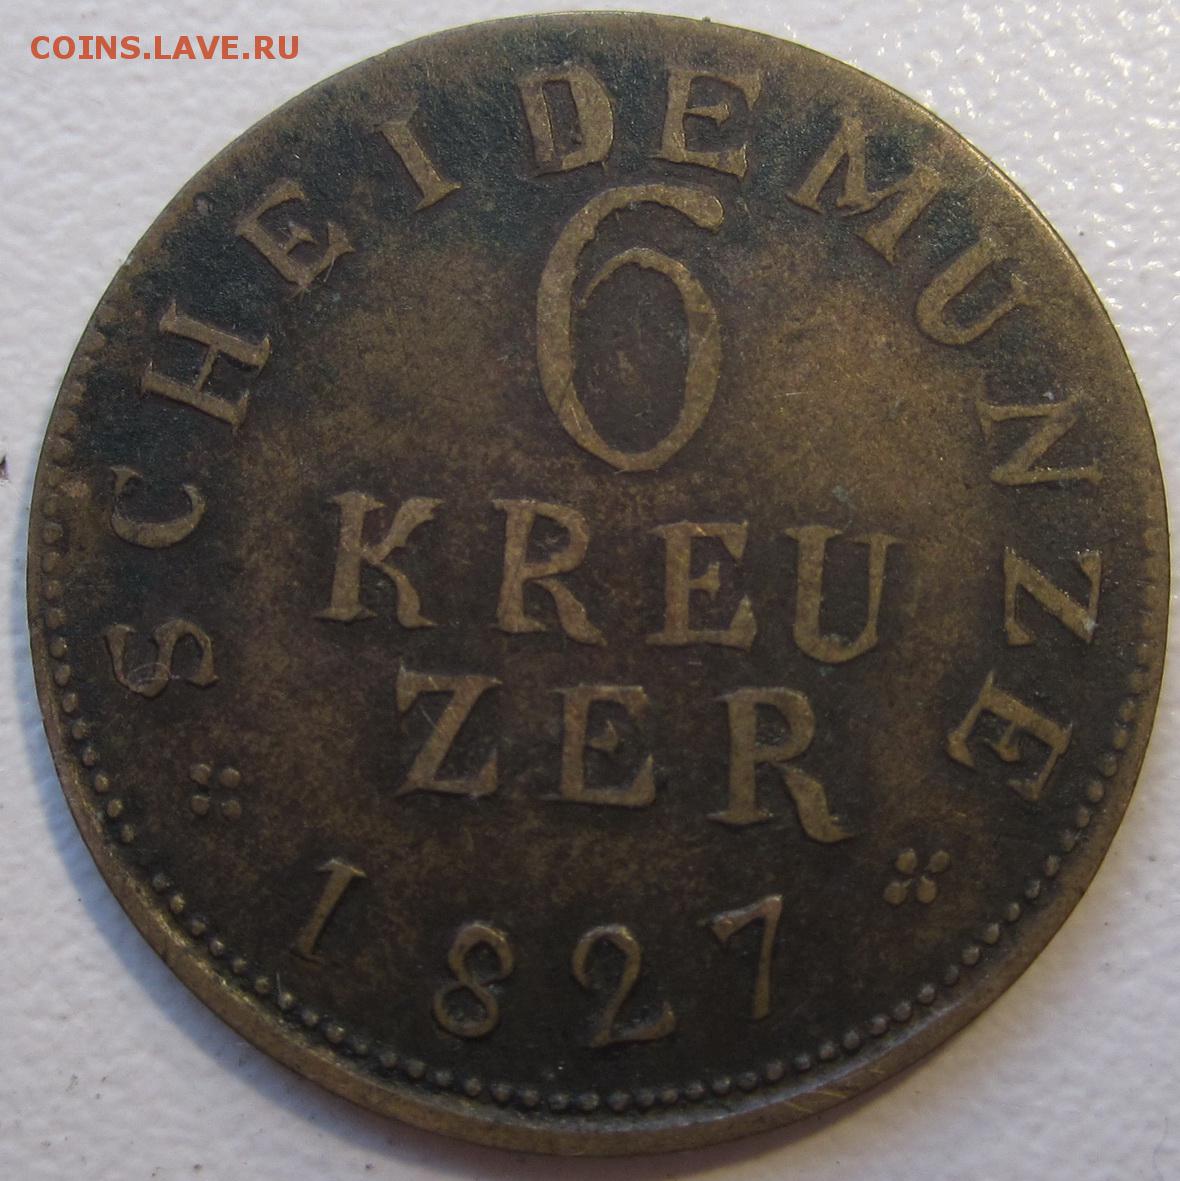 COINS.LAVE.RU
SCHEIDEMUNZE
6
KREU
ZER
1827